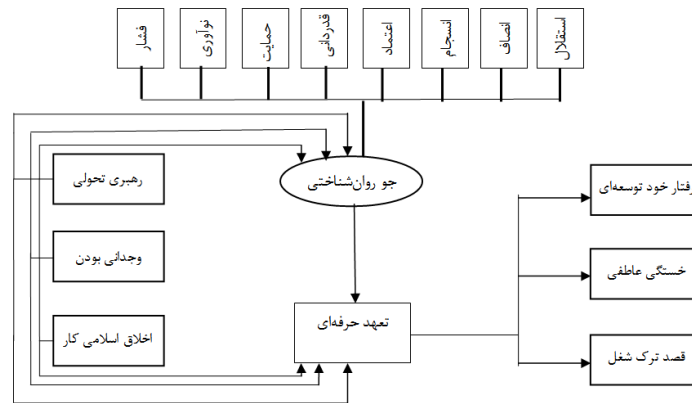 استقلال
انصاف
انسجام
اعتماد
قدردانی
حمایت
نوآوری
فشار
جو روان‌شناختی
رهبری تحولی
وجدانی بودن
اخلاق اسلامی کار
تعهد حرفه‌ای
رفتار خود توسعه‌ای
خستگی عاطفی
قصد ترک شغل